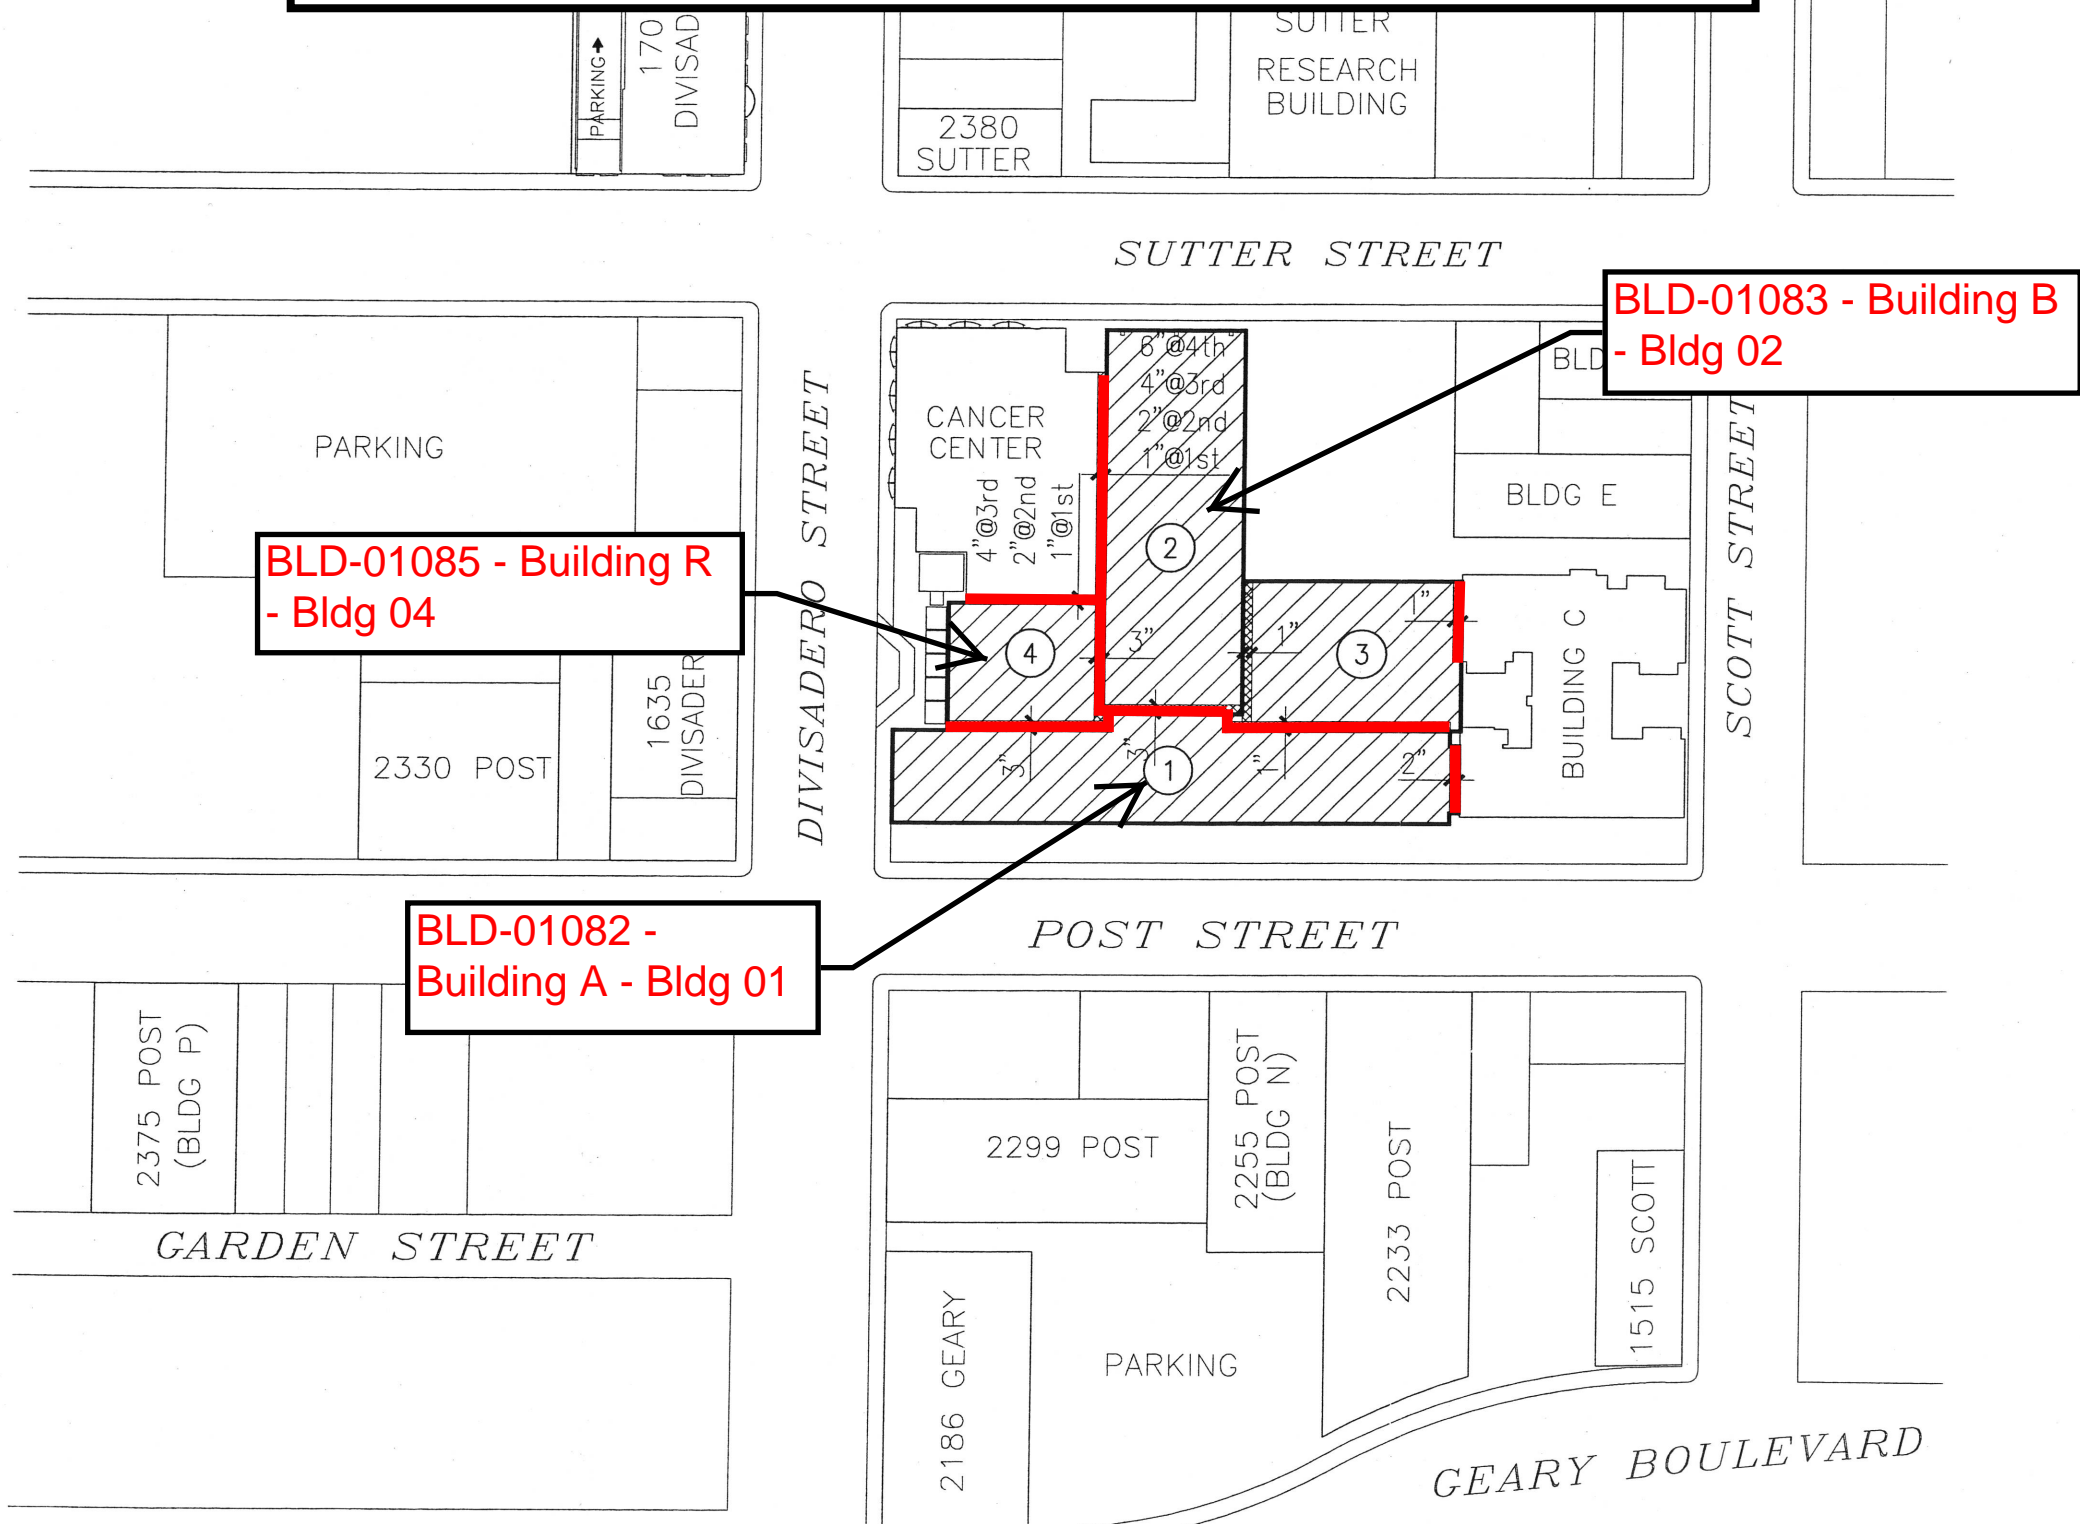 PARKING→
170
DIVISAD
2380
SUTTER
SUTTER
RESEARCH
BUILDING
SUTTER STREET
BLD-01083 - Building B
- Bldg 02
BLD
6"@4th
4"@3rd
2"@2nd
1"@1st
CANCER
CENTER
4"@3rd
2"@2nd
1"@1st
PARKING
DIVISADERO STREET
SCOTT STREET
BLDG E
2
BLD-01085 - Building R
- Bldg 04
4
3"
1"
3
1"
BUILDING C
1635
DIVISADER
2330 POST
3"
3"
1
1"
2"
BLD-01082 -
Building A - Bldg 01
POST STREET
2375 POST
(BLDG P)
2299 POST
2255 POST
(BLDG N)
2233 POST
1515 SCOTT
GARDEN STREET
2186 GEARY
PARKING
GEARY BOULEVARD